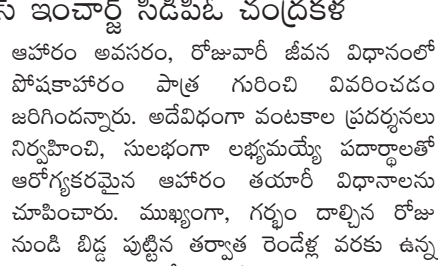 ఇంచార్జ్ సిడిపిఓ చంద్రకళ
ఆహారం అవసరం, రోజువారీ జీవన విధానంలో
పోషకాహారం పాత్ర గురించి వివరించడం
జరిగిందన్నారు. అదేవిధంగా వంటకాల ప్రదర్శనలు
నిర్వహించి, సులభంగా లభ్యమయ్యే పదార్థాలతో
ఆరోగ్యకరమైన ఆహారం తయారీ విధానాలను
చూపించారు. ముఖ్యంగా, గర్భం దాల్చిన రోజు
నుండి బిడ్డ పుట్టిన తర్వాత రెండేళ్ల వరకు ఉన్న